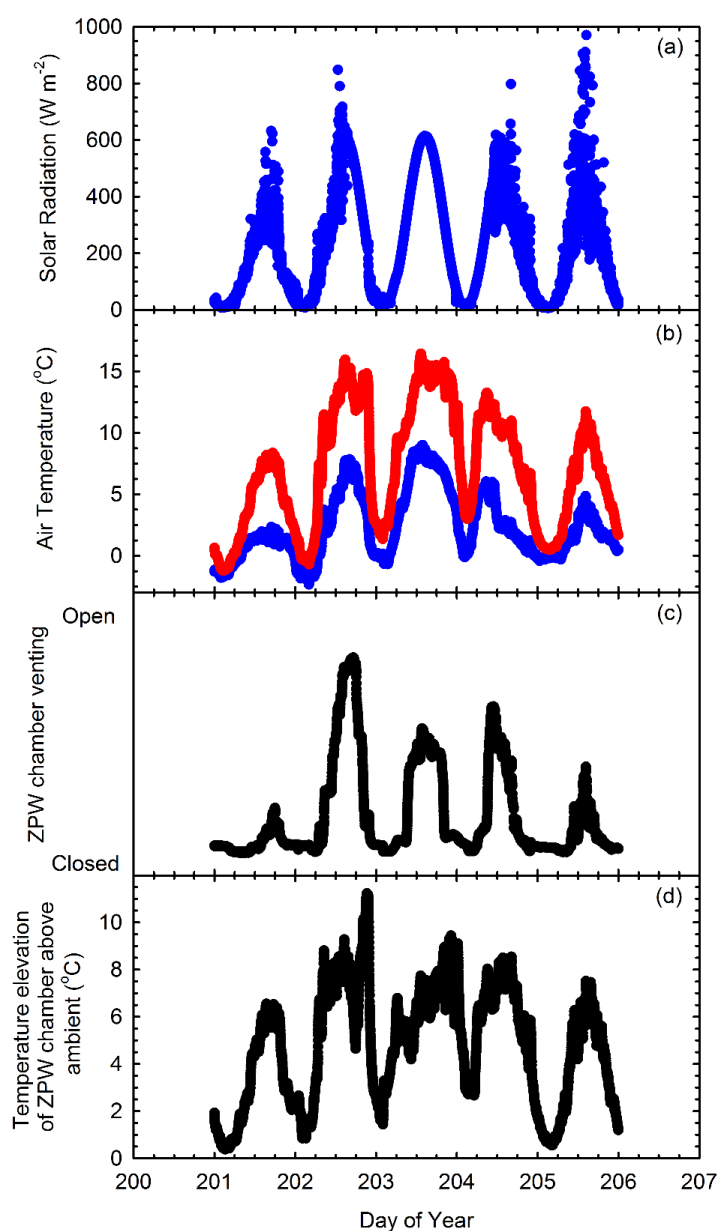 (a)
1000
800
600
400
200
0
Solar Radiation (W m-2)
(b)
15
10
5
0
Air Temperature (oC)
(c)
Open
Closed
ZPW chamber venting
(d)
10
8
6
4
2
0
Temperature elevation
of ZPW chamber above
ambient (oC)
200 201 202 203 204 205 206 207
Day of Year